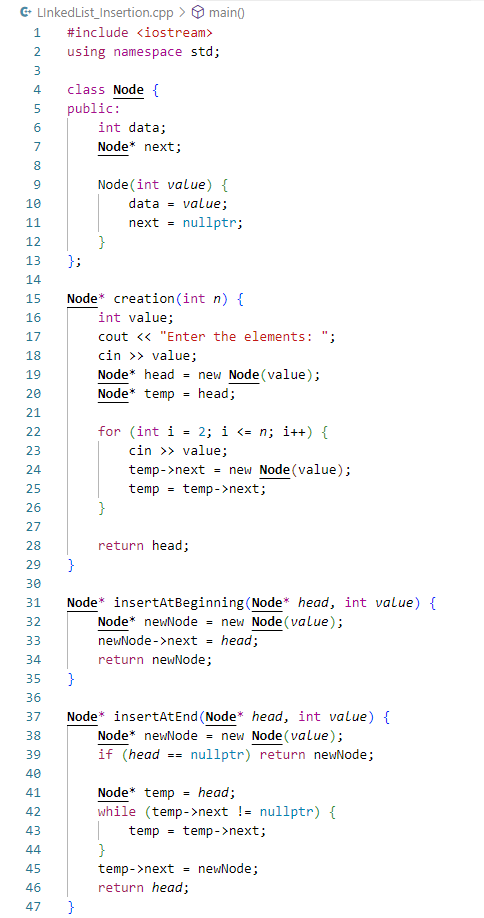 LInkedList_Insertion.cpp > main()
1 #include <iostream>
2 using namespace std;
3
4 class Node {
5 public:
6     int data;
7     Node* next;
8
9     Node(int value) {
10         data = value;
11         next = nullptr;
12     }
13 };
14
15 Node* creation(int n) {
16     int value;
17     cout << "Enter the elements: ";
18     cin >> value;
19     Node* head = new Node(value);
20     Node* temp = head;
21
22     for (int i = 2; i <= n; i++) {
23         cin >> value;
24         temp->next = new Node(value);
25         temp = temp->next;
26     }
27
28     return head;
29 }
30
31 Node* insertAtBeginning(Node* head, int value) {
32     Node* newNode = new Node(value);
33     newNode->next = head;
34     return newNode;
35 }
36
37 Node* insertAtEnd(Node* head, int value) {
38     Node* newNode = new Node(value);
39     if (head == nullptr) return newNode;
40
41     Node* temp = head;
42     while (temp->next != nullptr) {
43         temp = temp->next;
44     }
45     temp->next = newNode;
46     return head;
47 }